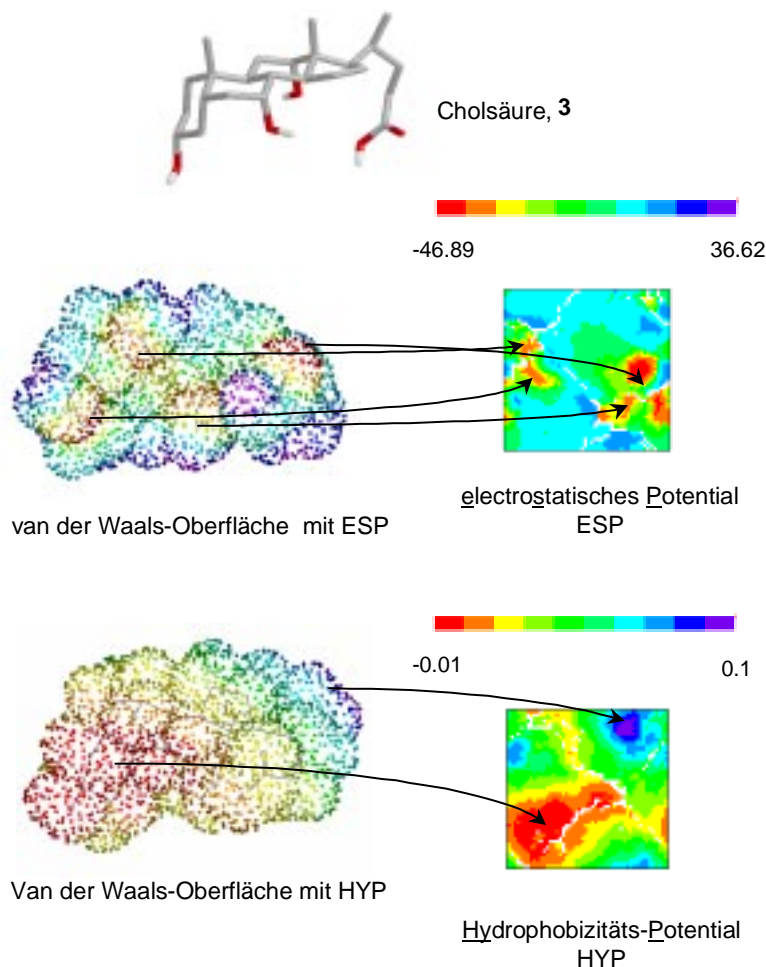 Cholsäure, 3
-46.89 36.62
van der Waals-Oberfläche mit ESP
electrostatisches Potential
ESP
-0.01 0.1
Van der Waals-Oberfläche mit HYP
Hydrophobizitäts-Potential
HYP